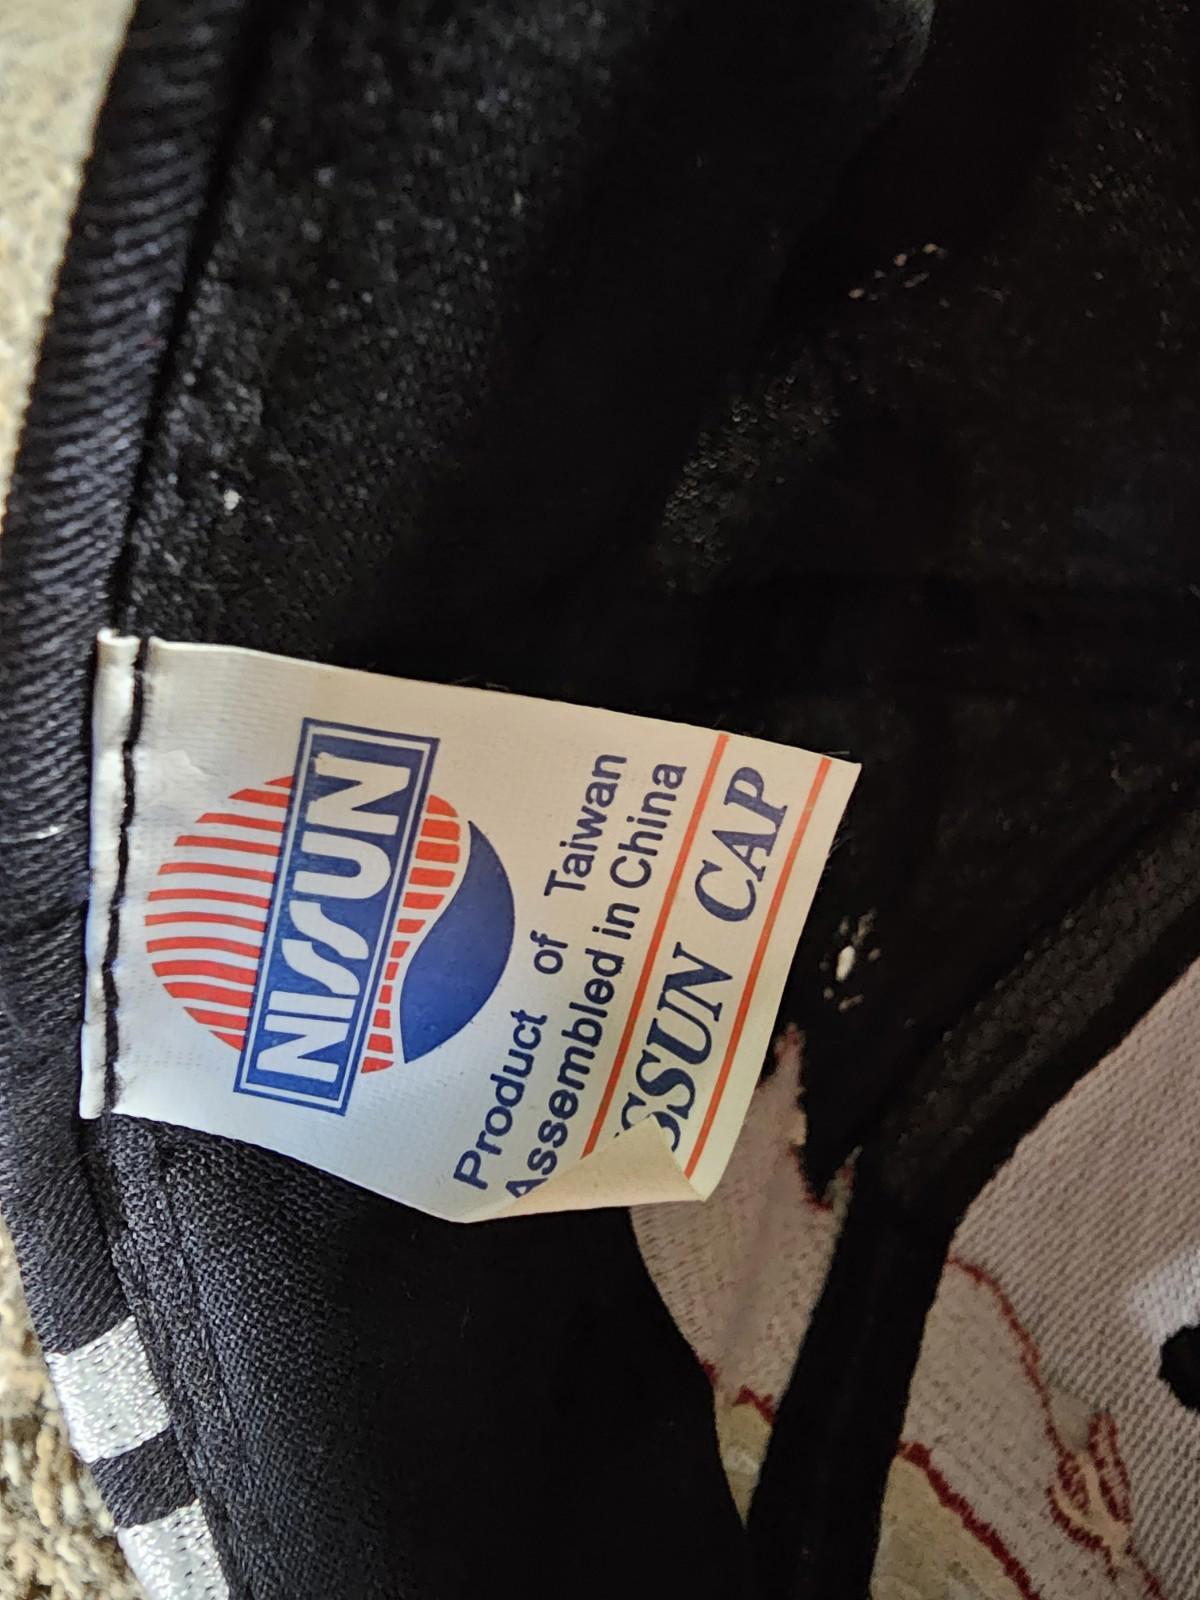 NISSUN
Product of Taiwan
Assembled in China
SSUN CAP